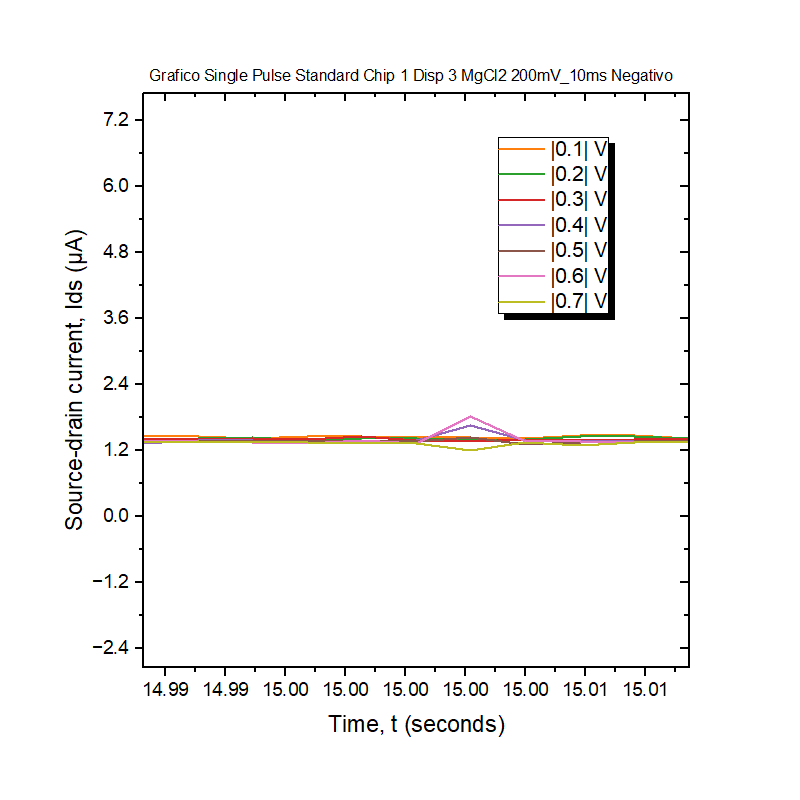 Grafico Single Pulse Standard Chip 1 Disp 3 MgCl2 200mV_10ms Negativo
7.2
6.0
4.8
3.6
2.4
1.2
0.0
−1.2
−2.4
Source-drain current, Ids (μA)
|0.1| V
|0.2| V
|0.3| V
|0.4| V
|0.5| V
|0.6| V
|0.7| V
14.99 14.99 15.00 15.00 15.00 15.00 15.00 15.01 15.01
Time, t (seconds)